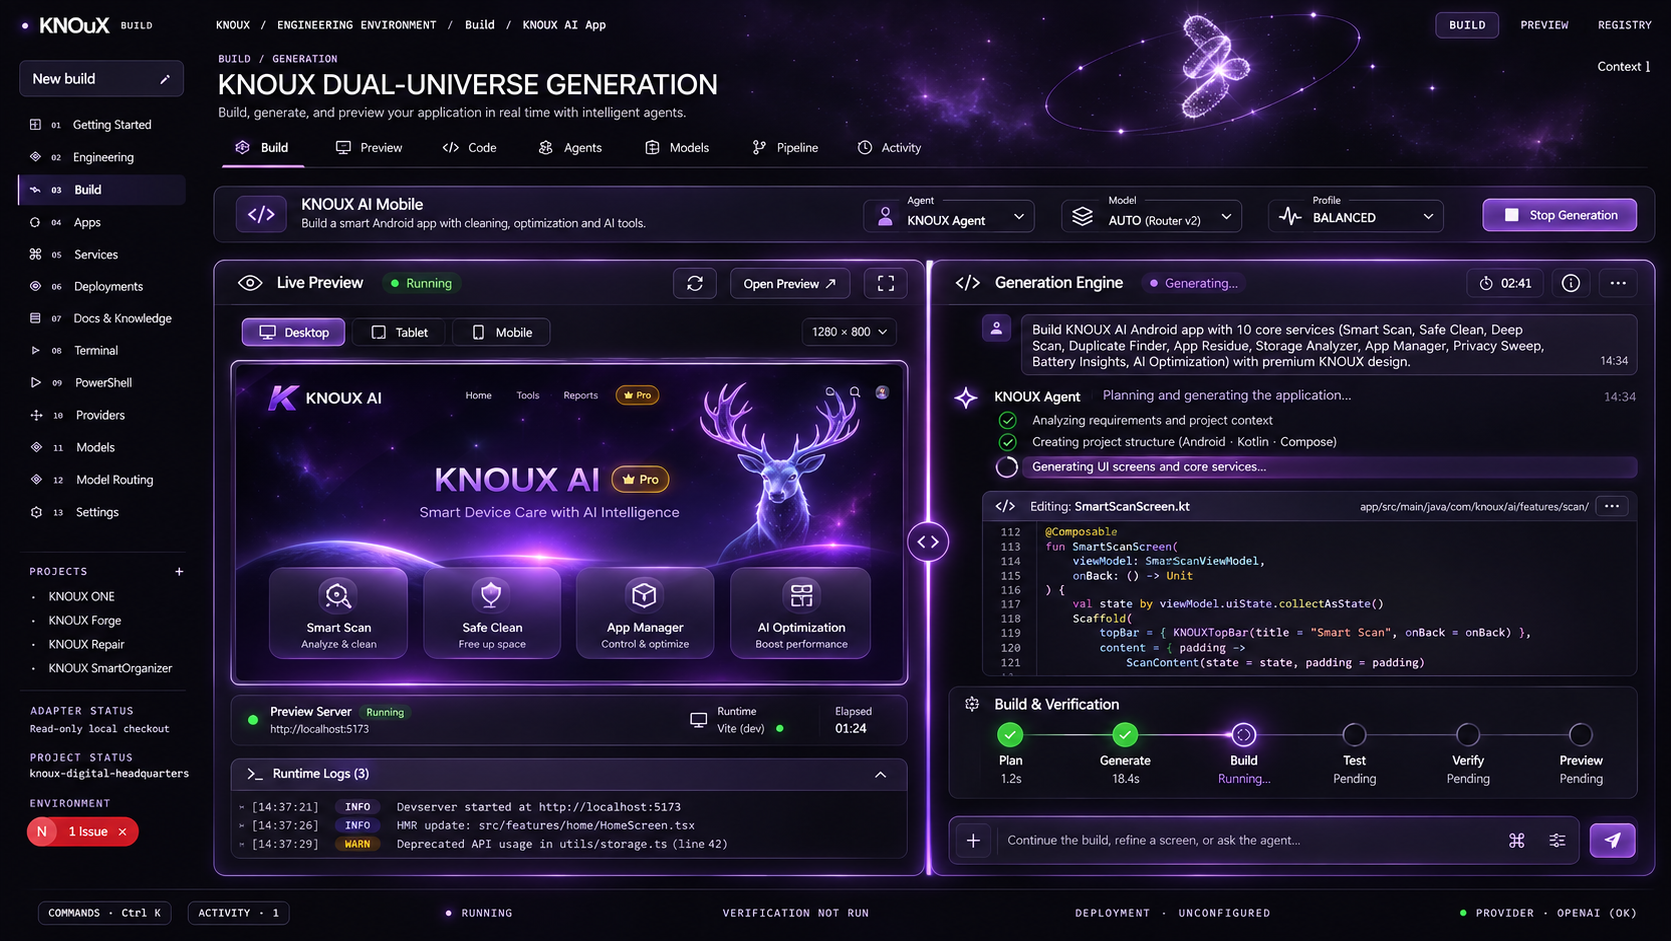 KNOuX BUILD
KNOUX / ENGINEERING ENVIRONMENT / Build / KNOUX AI App
BUILD PREVIEW REGISTRY
New build
BUILD / GENERATION
KNOUX DUAL-UNIVERSE GENERATION
Build, generate, and preview your application in real time with intelligent agents.
Context
Build Preview Code Agents Models Pipeline Activity
01 Getting Started
02 Engineering
03 Build
04 Apps
05 Services
06 Deployments
07 Docs & Knowledge
08 Terminal
09 PowerShell
10 Providers
11 Models
12 Model Routing
13 Settings
PROJECTS +
KNOUX ONE
KNOUX Forge
KNOUX Repair
KNOUX SmartOrganizer
ADAPTER STATUS
Read-only local checkout
PROJECT STATUS
knoux-digital-headquarters
ENVIRONMENT
N 1 Issue ×
</> KNOUX AI Mobile
Build a smart Android app with cleaning, optimization and AI tools.
Agent
KNOUX Agent
Model
AUTO (Router v2)
Profile
BALANCED
Stop Generation
Live Preview Running
Open Preview ↗
Desktop Tablet Mobile
1280 × 800
K KNOUX AI
Home Tools Reports Pro
KNOUX AI Pro
Smart Device Care with AI Intelligence
Smart Scan
Analyze & clean
Safe Clean
Free up space
App Manager
Control & optimize
AI Optimization
Boost performance
Preview Server Running
http://localhost:5173
Runtime
Vite (dev)
Elapsed
01:24
Runtime Logs (3)
[14:37:21] INFO Devserver started at http://localhost:5173
[14:37:26] INFO HMR update: src/features/home/HomeScreen.tsx
[14:37:29] WARN Deprecated API usage in utils/storage.ts (line 42)
</> Generation Engine Generating...
02:41
Build KNOUX AI Android app with 10 core services (Smart Scan, Safe Clean, Deep
Scan, Duplicate Finder, App Residue, Storage Analyzer, App Manager, Privacy Sweep,
Battery Insights, AI Optimization) with premium KNOUX design.
14:34
KNOUX Agent Planning and generating the application... 14:34
Analyzing requirements and project context
Creating project structure (Android · Kotlin · Compose)
Generating UI screens and core services...
</> Editing: SmartScanScreen.kt app/src/main/java/com/knoux/ai/features/scan/
112 @Composable
113 fun SmartScanScreen(
114 viewModel: SmartScanViewModel,
115 onBack: () -> Unit
116 ) {
117 val state by viewModel.uiState.collectAsState()
118 Scaffold(
119 topBar = { KNOUXTopBar(title = "Smart Scan", onBack = onBack) },
120 content = { padding ->
121 ScanContent(state = state, padding = padding)
Build & Verification
Plan
1.2s
Generate
18.4s
Build
Running...
Test
Pending
Verify
Pending
Preview
Pending
Continue the build, refine a screen, or ask the agent...
COMMANDS · Ctrl K
ACTIVITY · 1
RUNNING
VERIFICATION NOT RUN
DEPLOYMENT · UNCONFIGURED
PROVIDER · OPENAI (OK)